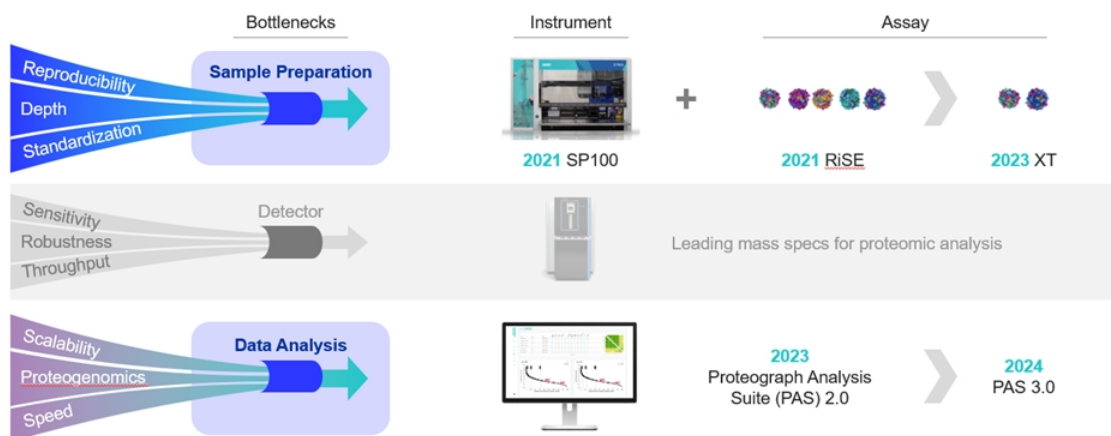 Bottlenecks
Instrument
Assay
Reproducibility
Depth
Standardization
Sample Preparation
2021 SP100
+
2021 RiSE
2023 XT
Sensitivity
Robustness
Throughput
Detector
Leading mass specs for proteomic analysis
Scalability
Proteogenomics
Speed
Data Analysis
2023
Proteograph Analysis
Suite (PAS) 2.0
2024
PAS 3.0